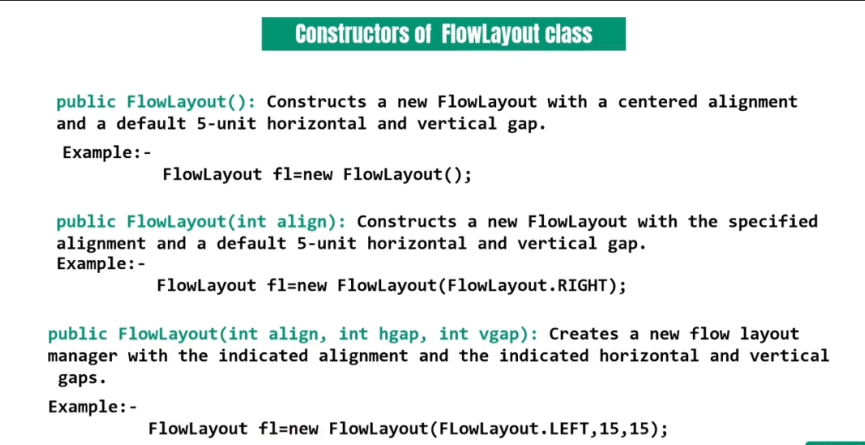 Constructors of FlowLayout class
public FlowLayout(): Constructs a new FlowLayout with a centered alignment
and a default 5-unit horizontal and vertical gap.
Example:-
FlowLayout fl=new FlowLayout();
public FlowLayout(int align): Constructs a new FlowLayout with the specified
alignment and a default 5-unit horizontal and vertical gap.
Example:-
FlowLayout fl=new FlowLayout(FlowLayout.RIGHT);
public FlowLayout(int align, int hgap, int vgap): Creates a new flow layout
manager with the indicated alignment and the indicated horizontal and vertical
gaps.
Example:-
FlowLayout fl=new FlowLayout(FLowLayout.LEFT,15,15);